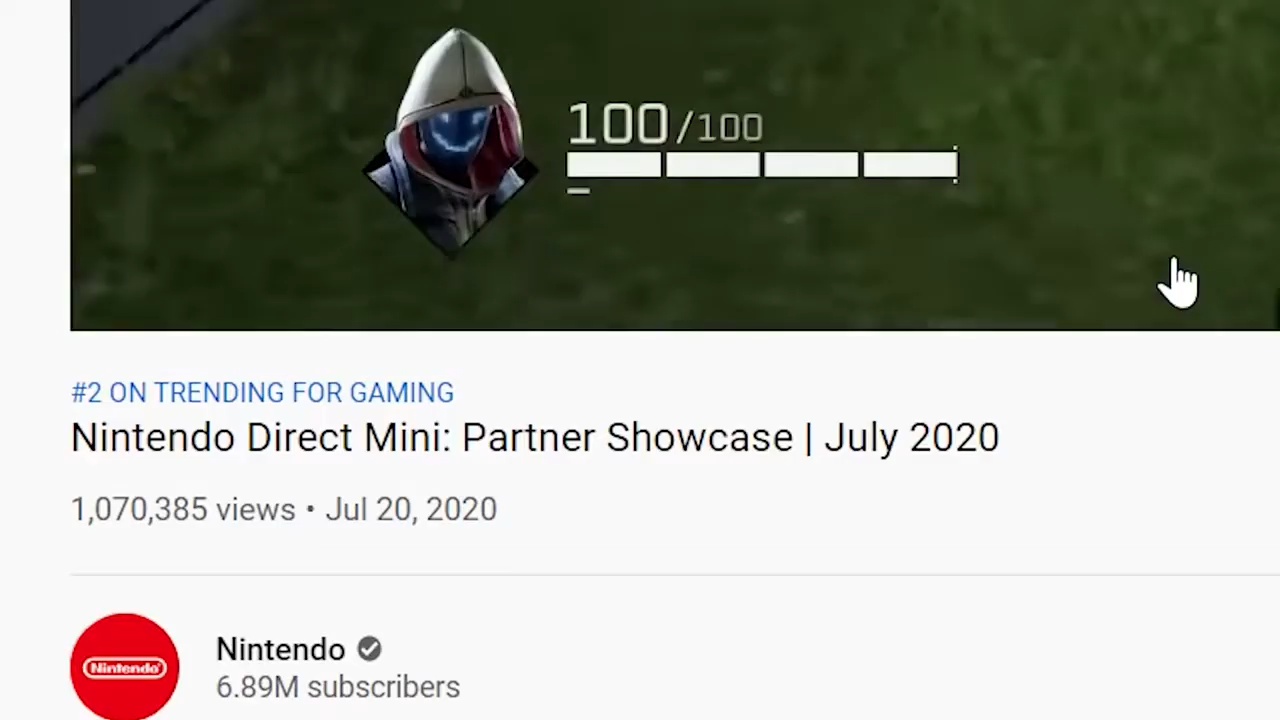 100/100
#2 ON TRENDING FOR GAMING
Nintendo Direct Mini: Partner Showcase | July 2020
1,070,385 views • Jul 20, 2020
Nintendo
Nintendo
6.89M subscribers